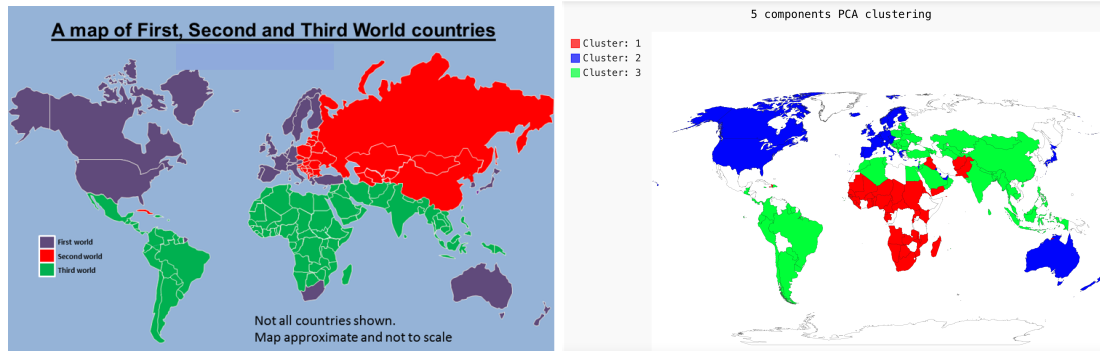 A map of First, Second and Third World countries
First world
Second world
Third world
Not all countries shown.
Map approximate and not to scale
5 components PCA clustering
Cluster: 1
Cluster: 2
Cluster: 3